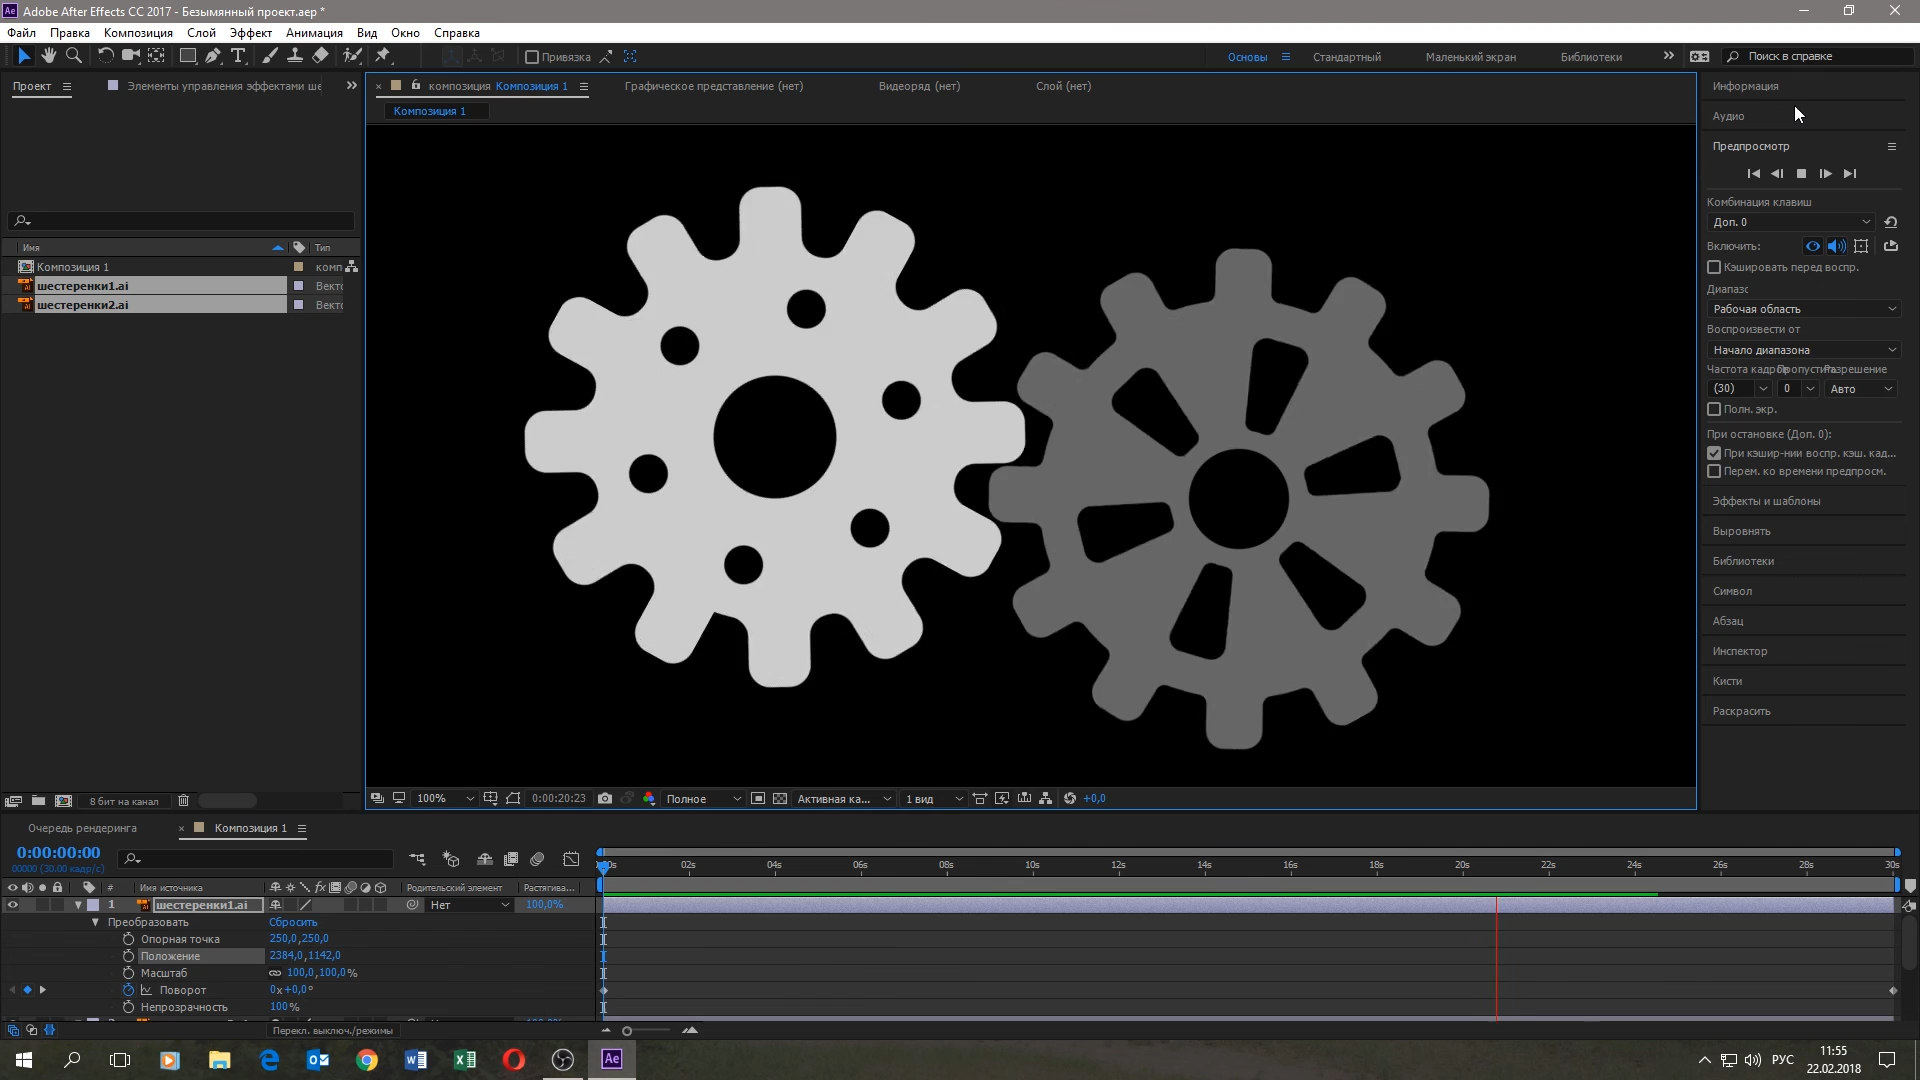 Adobe After Effects CC 2017 - Безымянный проект.aep *
Файл Правка Композиция Слой Эффект Анимация Вид Окно Справка
Привязка
Основы Стандартный Маленький экран Библиотеки Поиск в справке
Проект Элементы управления эффектами ше
композиция Композиция 1 Графическое представление (нет) Видеоряд (нет) Слой (нет)
Композиция 1
Информация
Аудио
Предпросмотр
Комбинация клавиш
Доп. 0
Включить:
Кэшировать перед воспр.
Диапазс
Рабочая область
Воспроизвести от
Начало диапазона
Частота кадров Пропустить Разрешение
(30) 0 Авто
Полн. экр.
При остановке (Доп. 0):
При кэшир-нии воспр. кэш. кад...
Перем. ко времени предпросм.
Эффекты и шаблоны
Выровнять
Библиотеки
Символ
Абзац
Инспектор
Кисти
Раскрасить
Имя Тип
Композиция 1 комп
шестеренки1.ai Векто
шестеренки2.ai Векто
8 бит на канал
100% 0:00:20:23 Полное Активная ка... 1 вид +0,0
Очередь рендеринга Композиция 1
0:00:00:00
00000 (30.00 кадр/с)
02s 04s 06s 08s 10s 12s 14s 16s 18s 20s 22s 24s 26s 28s 30s
# Имя источника fx Родительский элемент Растягива...
1 шестеренки1.ai Нет 100,0%
Преобразовать Сбросить
Опорная точка 250,0,250,0
Положение 2384,0,1142,0
Масштаб 100,0,100,0%
Поворот 0x+0,0°
Непрозрачность 100%
Перекл. выключ./режимы
Ae
РУС
11:55
22.02.2018